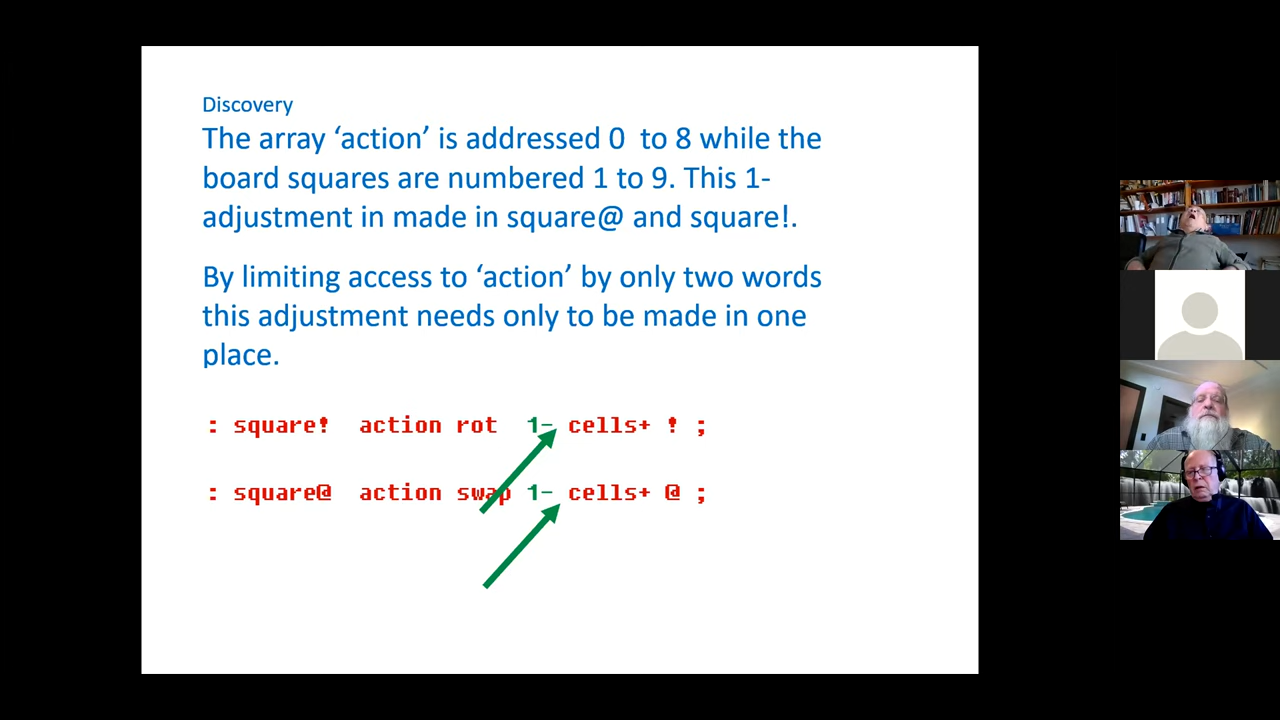 Discovery
The array ‘action’ is addressed 0 to 8 while the
board squares are numbered 1 to 9. This 1-
adjustment in made in square@ and square!.
By limiting access to ‘action’ by only two words
this adjustment needs only to be made in one
place.
: square! action rot 1- cells+ ! ;
: square@ action swap 1- cells+ @ ;